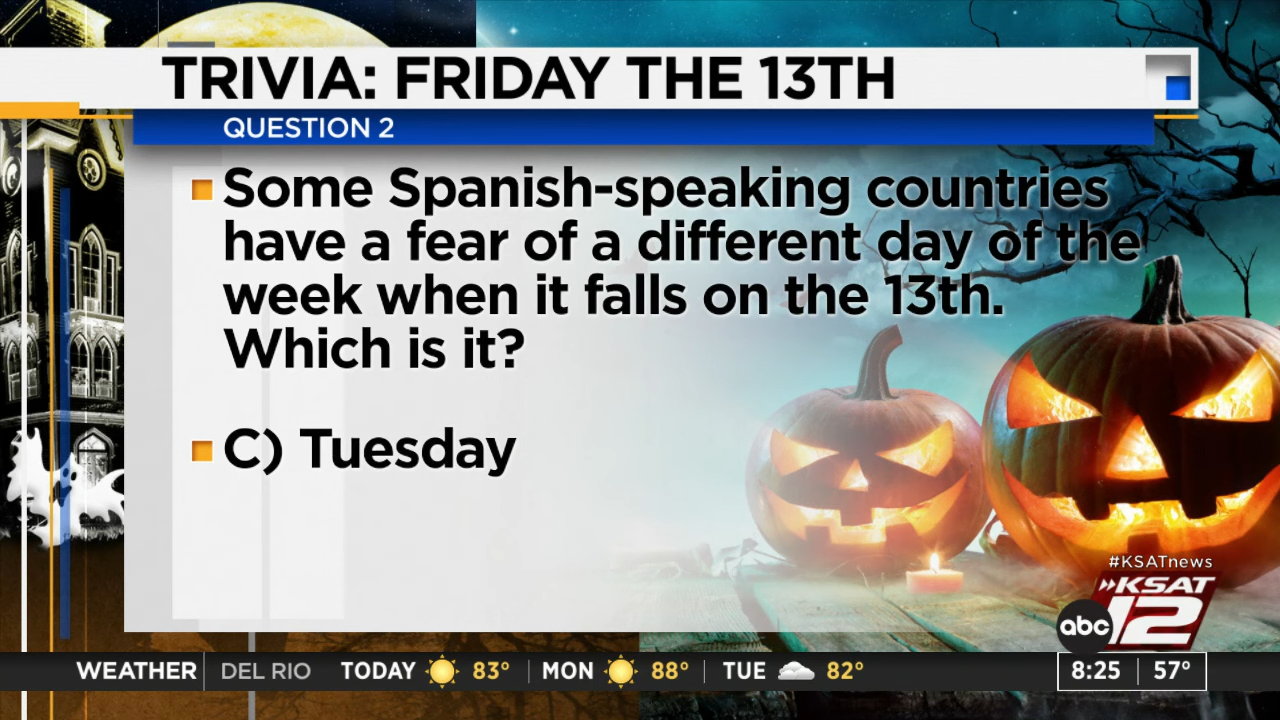 TRIVIA: FRIDAY THE 13TH
QUESTION 2
Some Spanish-speaking countries
have a fear of a different day of the
week when it falls on the 13th.
Which is it?
C) Tuesday
#KSATnews
KSAT
abc 12
WEATHER DEL RIO TODAY 83° MON 88° TUE 82° 8:25 57°